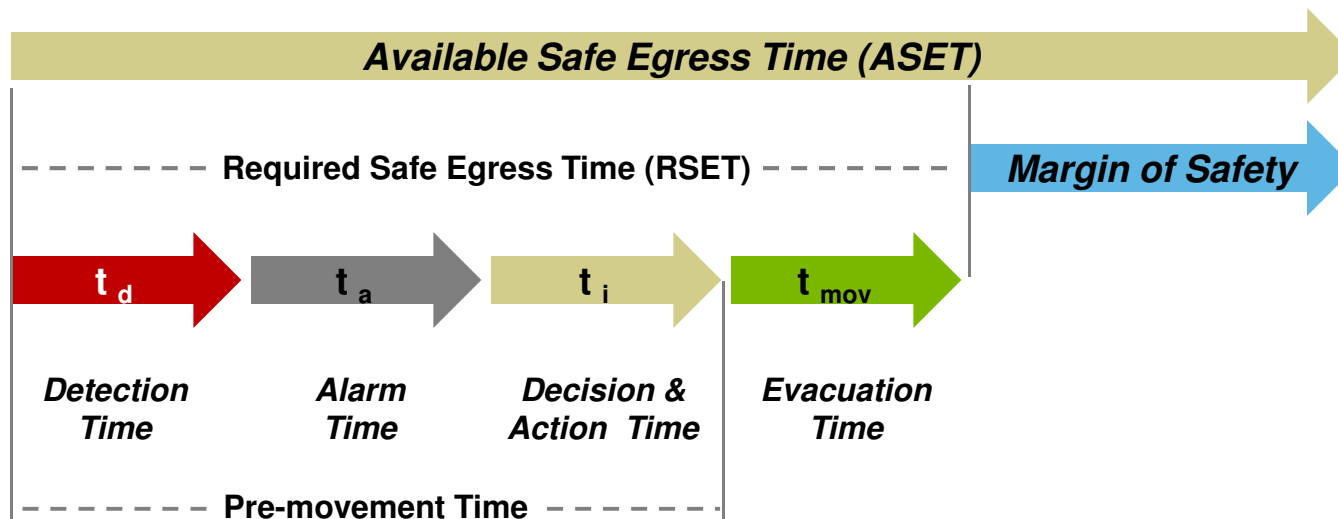 Available Safe Egress Time (ASET)
Required Safe Egress Time (RSET)
Margin of Safety
t d
t a
t i
t mov
Detection
Time
Alarm
Time
Decision &
Action Time
Evacuation
Time
Pre-movement Time